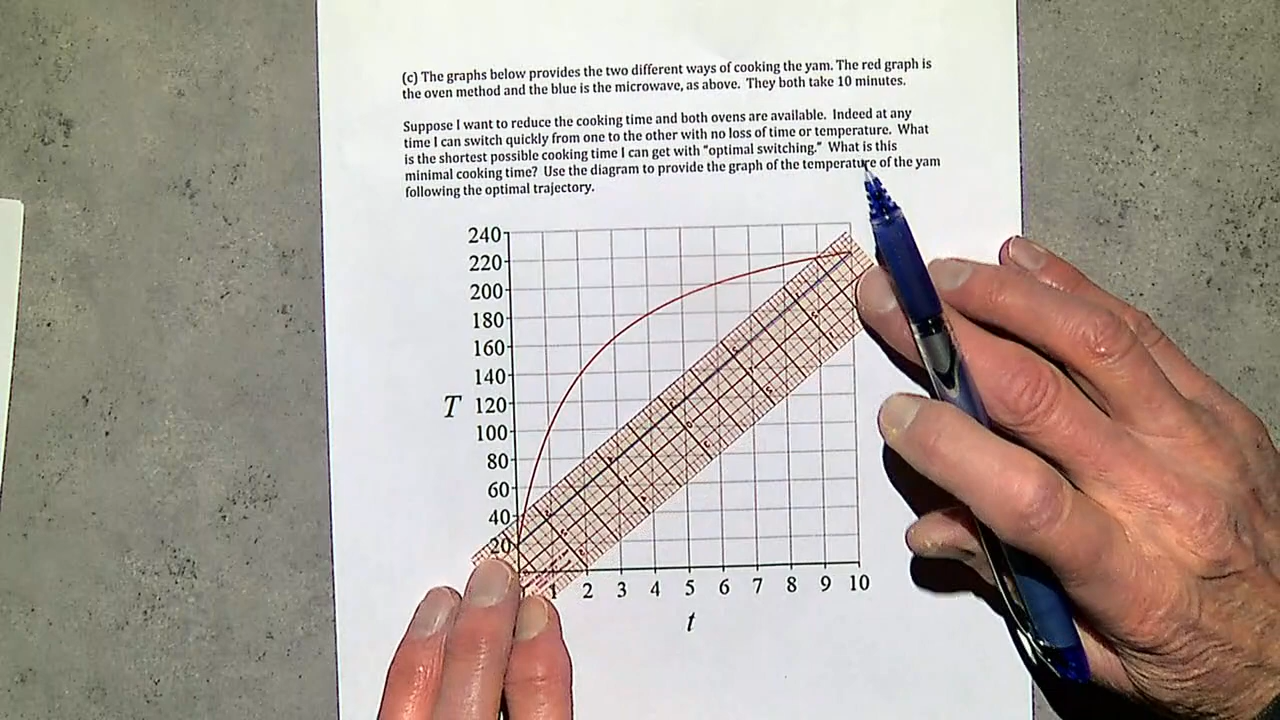 (c) The graphs below provides the two different ways of cooking the yam. The red graph is
the oven method and the blue is the microwave, as above. They both take 10 minutes.
Suppose I want to reduce the cooking time and both ovens are available. Indeed at any
time I can switch quickly from one to the other with no loss of time or temperature. What
is the shortest possible cooking time I can get with "optimal switching." What is this
minimal cooking time? Use the diagram to provide the graph of the temperature of the yam
following the optimal trajectory.
240
220
200
180
160
140
T 120
100
80
60
40
20
1 2 3 4 5 6 7 8 9 10
t